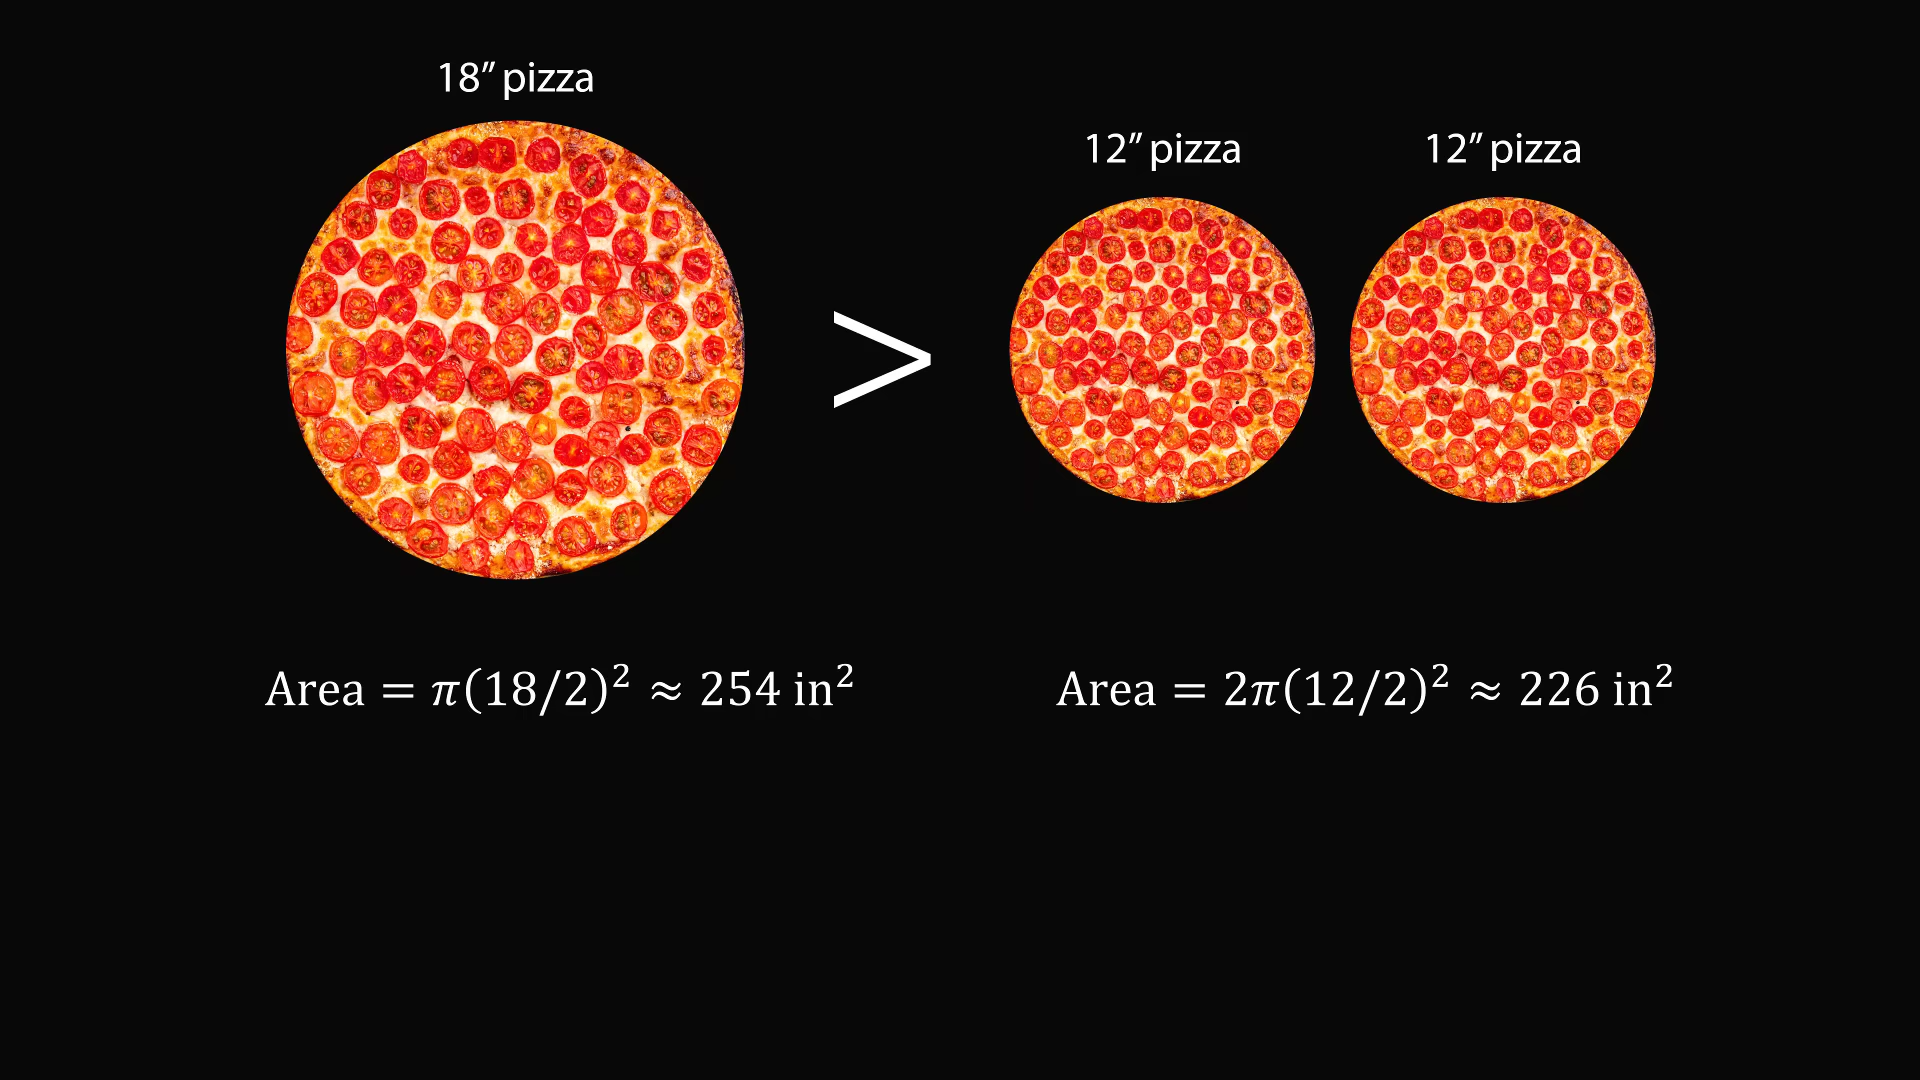 18” pizza
12” pizza
12” pizza
>
Area = π(18/2)² ≈ 254 in²
Area = 2π(12/2)² ≈ 226 in²